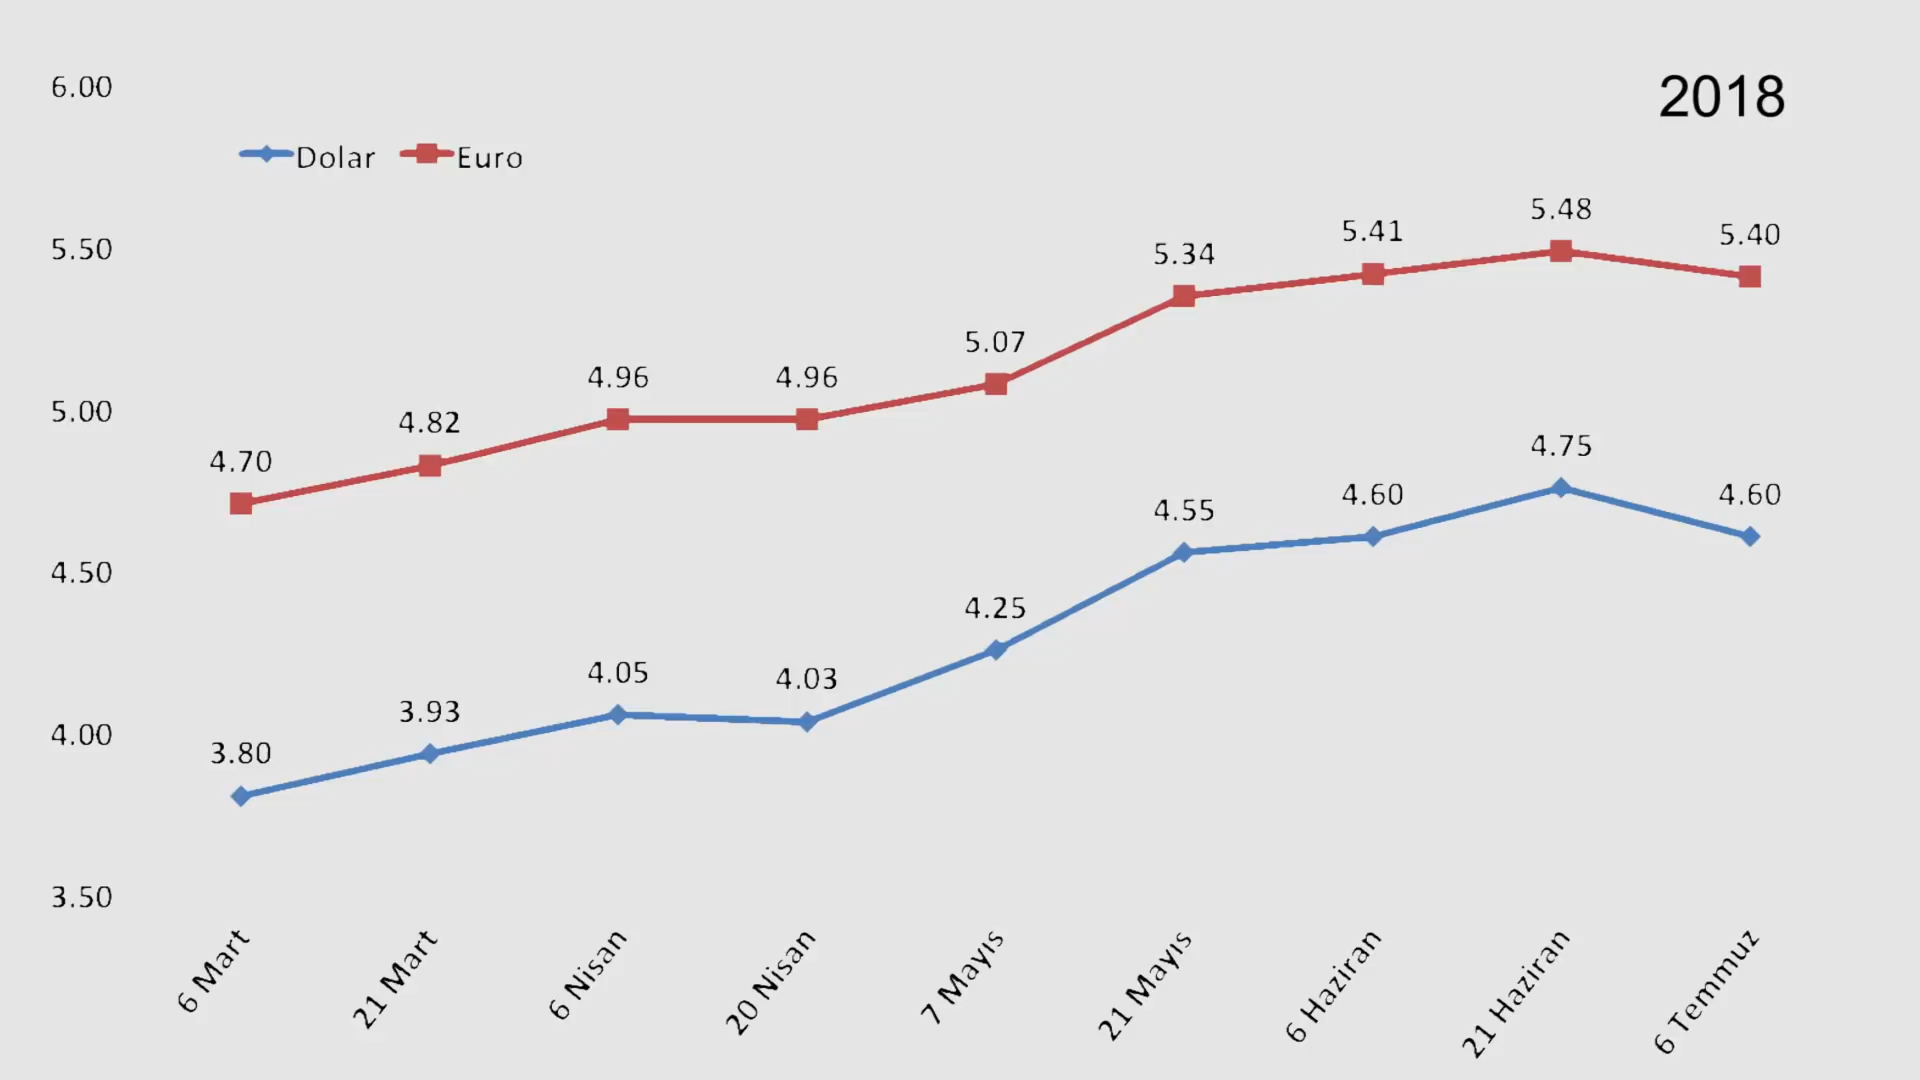 2018
6.00
5.50
5.00
4.50
4.00
3.50
Dolar Euro
4.70 4.82 4.96 4.96 5.07 5.34 5.41 5.48 5.40
3.80 3.93 4.05 4.03 4.25 4.55 4.60 4.75 4.60
6 Mart
21 Mart
6 Nisan
20 Nisan
7 Mayıs
21 Mayıs
6 Haziran
21 Haziran
6 Temmuz